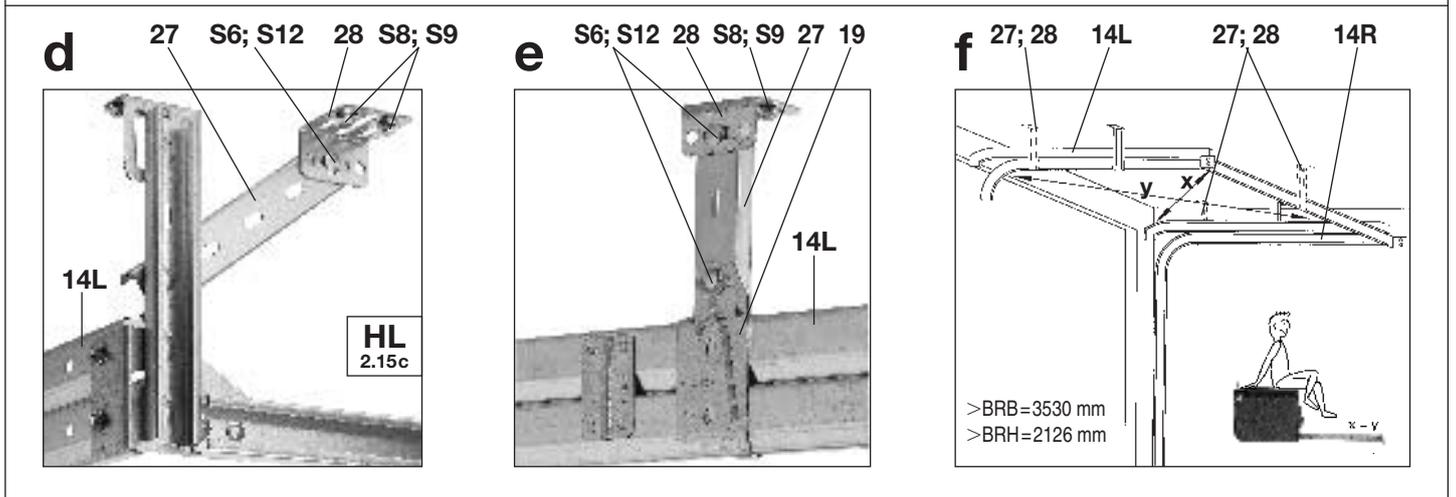 d 27 S6; S12 28 S8; S9
14L
HL
2.15c
e S6; S12 28 S8; S9 27 19
14L
f 27; 28 14L 27; 28 14R
y x
>BRB=3530 mm
>BRH=2126 mm
x - y